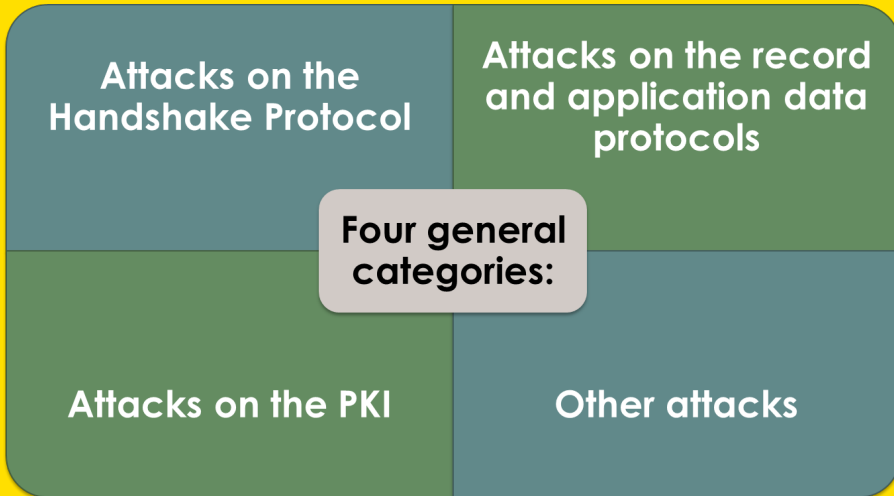 Attacks on the
Handshake Protocol
Attacks on the record
and application data
protocols
Four general
categories:
Attacks on the PKI
Other attacks